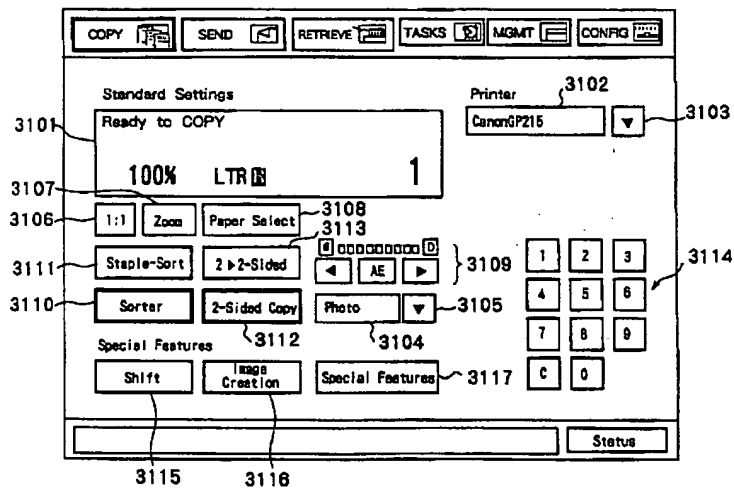 COPY SEND RETRIEVE TASKS MGMT CONFIG
Standard Settings
Printer
3102
3101
Ready to COPY
CanonGP215
▼
3103
100% LTR R 1
3107
3106
1:1
Zoom
Paper Select
3108
3113
3111
Staple-Sort
2▶2-Sided
◀ AE ▶
3109
1 2 3
3114
3110
Sorter
2-Sided Copy
Photo
▼
3105
4 5 6
3112
3104
7 8 9
Special Features
Shift
Image Creation
Special Features
3117
C 0
Status
3115
3116